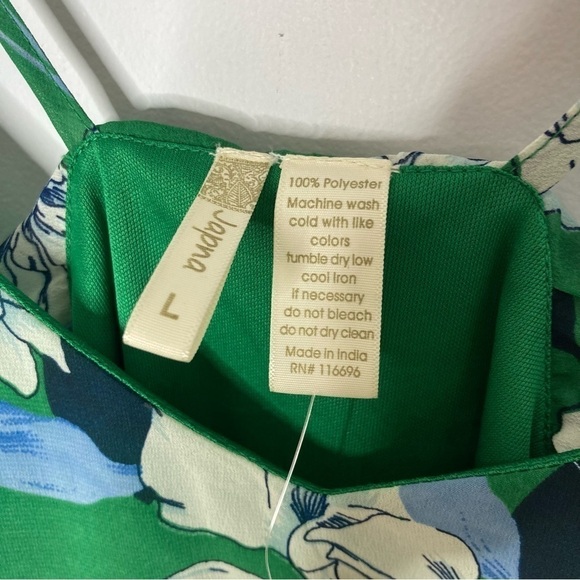 Japna
L
100% Polyester
Machine wash
cold with like
colors
tumble dry low
cool Iron
if necessary
do not bleach
do not dry clean
Made in India
RN# 116696